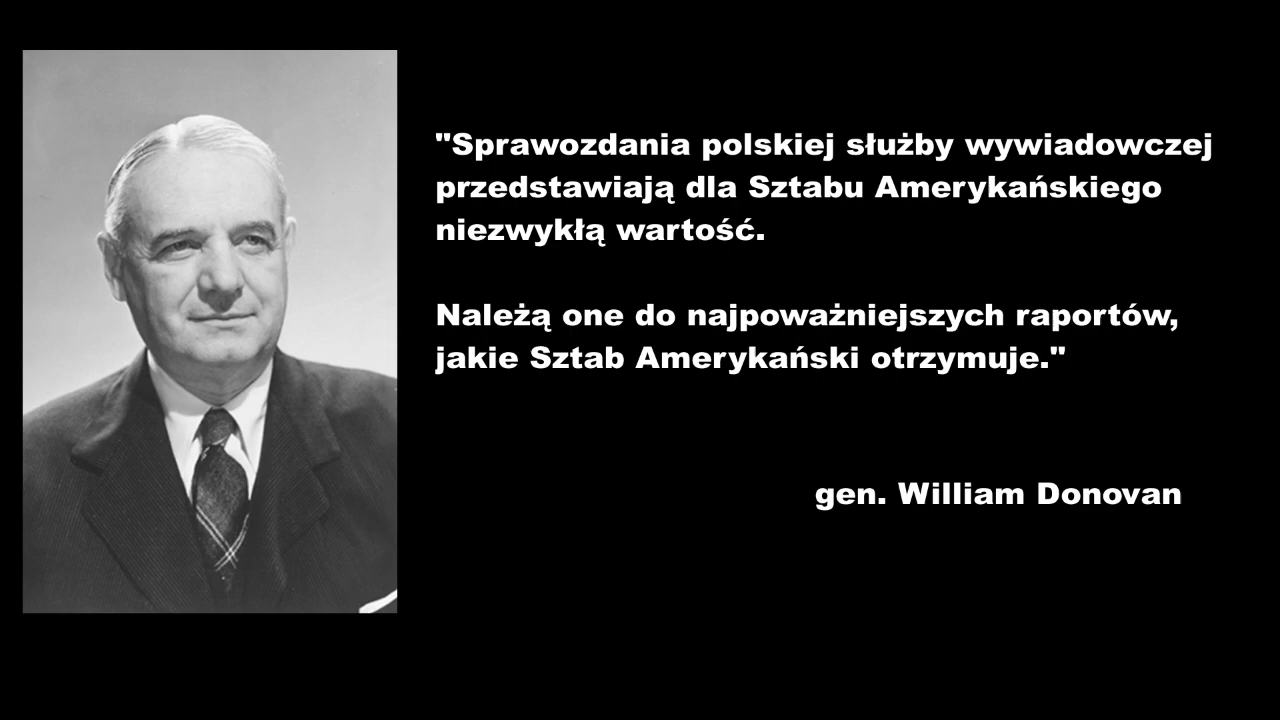 "Sprawozdania polskiej służby wywiadowczej
przedstawiają dla Sztabu Amerykańskiego
niezwykłą wartość.
Należą one do najpoważniejszych raportów,
jakie Sztab Amerykański otrzymuje."
gen. William Donovan